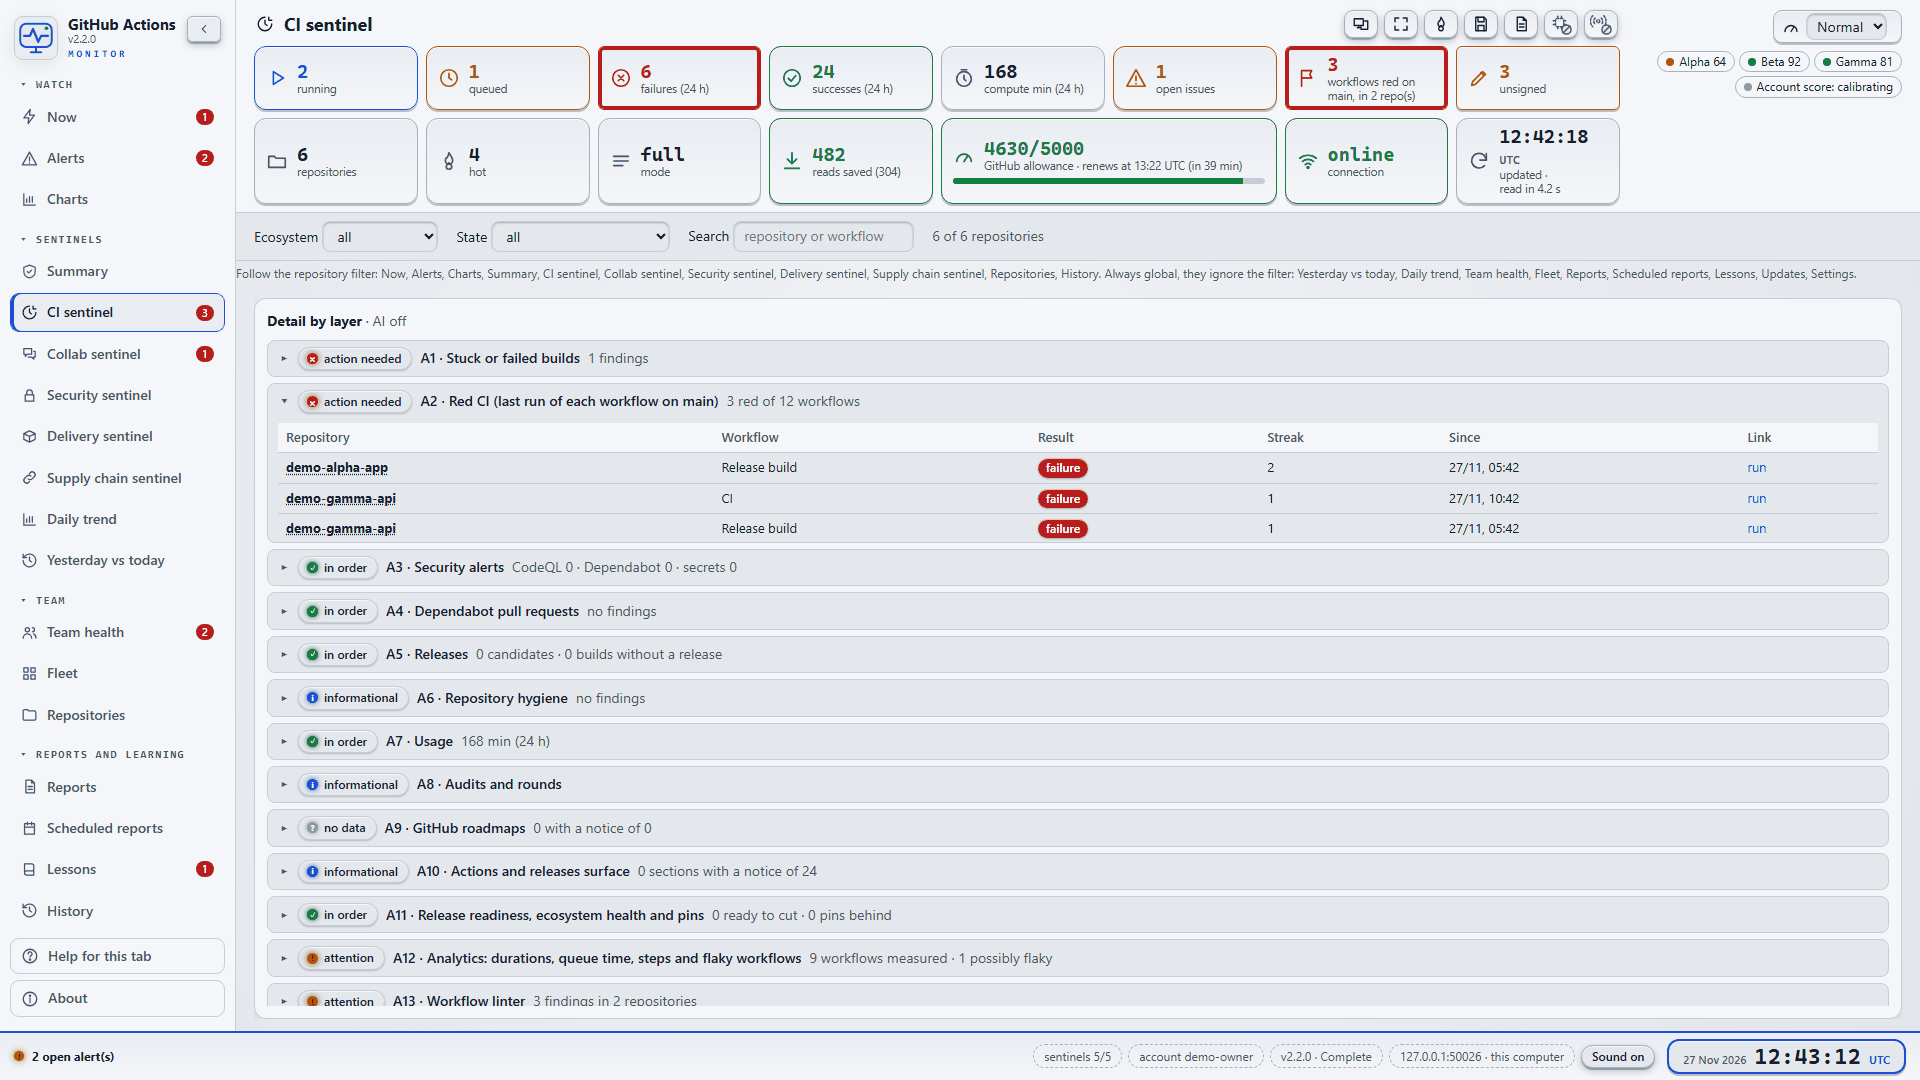 GitHub Actions
v2.2.0
MONITOR
WATCH
Now 1
Alerts 2
Charts
SENTINELS
Summary
CI sentinel 3
Collab sentinel 1
Security sentinel
Delivery sentinel
Supply chain sentinel
Daily trend
Yesterday vs today
TEAM
Team health 2
Fleet
Repositories
REPORTS AND LEARNING
Reports
Scheduled reports
Lessons 1
History
Help for this tab
About
CI sentinel
Normal
2
running
1
queued
6
failures (24 h)
24
successes (24 h)
168
compute min (24 h)
1
open issues
3
workflows red on
main, in 2 repo(s)
3
unsigned
Alpha 64
Beta 92
Gamma 81
Account score: calibrating
6
repositories
4
hot
full
mode
482
reads saved (304)
4630/5000
GitHub allowance · renews at 13:22 UTC (in 39 min)
online
connection
12:42:18
UTC
updated ·
read in 4.2 s
Ecosystem all State all Search repository or workflow 6 of 6 repositories
Follow the repository filter: Now, Alerts, Charts, Summary, CI sentinel, Collab sentinel, Security sentinel, Delivery sentinel, Supply chain sentinel, Repositories, History. Always global, they ignore the filter: Yesterday vs today, Daily trend, Team health, Fleet, Reports, Scheduled reports, Lessons, Updates, Settings.
Detail by layer · AI off
action needed A1 · Stuck or failed builds 1 findings
action needed A2 · Red CI (last run of each workflow on main) 3 red of 12 workflows
Repository Workflow Result Streak Since Link
demo-alpha-app Release build failure 2 27/11, 05:42 run
demo-gamma-api CI failure 1 27/11, 10:42 run
demo-gamma-api Release build failure 1 27/11, 05:42 run
in order A3 · Security alerts CodeQL 0 · Dependabot 0 · secrets 0
in order A4 · Dependabot pull requests no findings
in order A5 · Releases 0 candidates · 0 builds without a release
informational A6 · Repository hygiene no findings
in order A7 · Usage 168 min (24 h)
informational A8 · Audits and rounds
no data A9 · GitHub roadmaps 0 with a notice of 0
informational A10 · Actions and releases surface 0 sections with a notice of 24
in order A11 · Release readiness, ecosystem health and pins 0 ready to cut · 0 pins behind
attention A12 · Analytics: durations, queue time, steps and flaky workflows 9 workflows measured · 1 possibly flaky
attention A13 · Workflow linter 3 findings in 2 repositories
2 open alert(s)
sentinels 5/5
account demo-owner
v2.2.0 · Complete
127.0.0.1:50026 · this computer
Sound on
27 Nov 2026 12:43:12 UTC